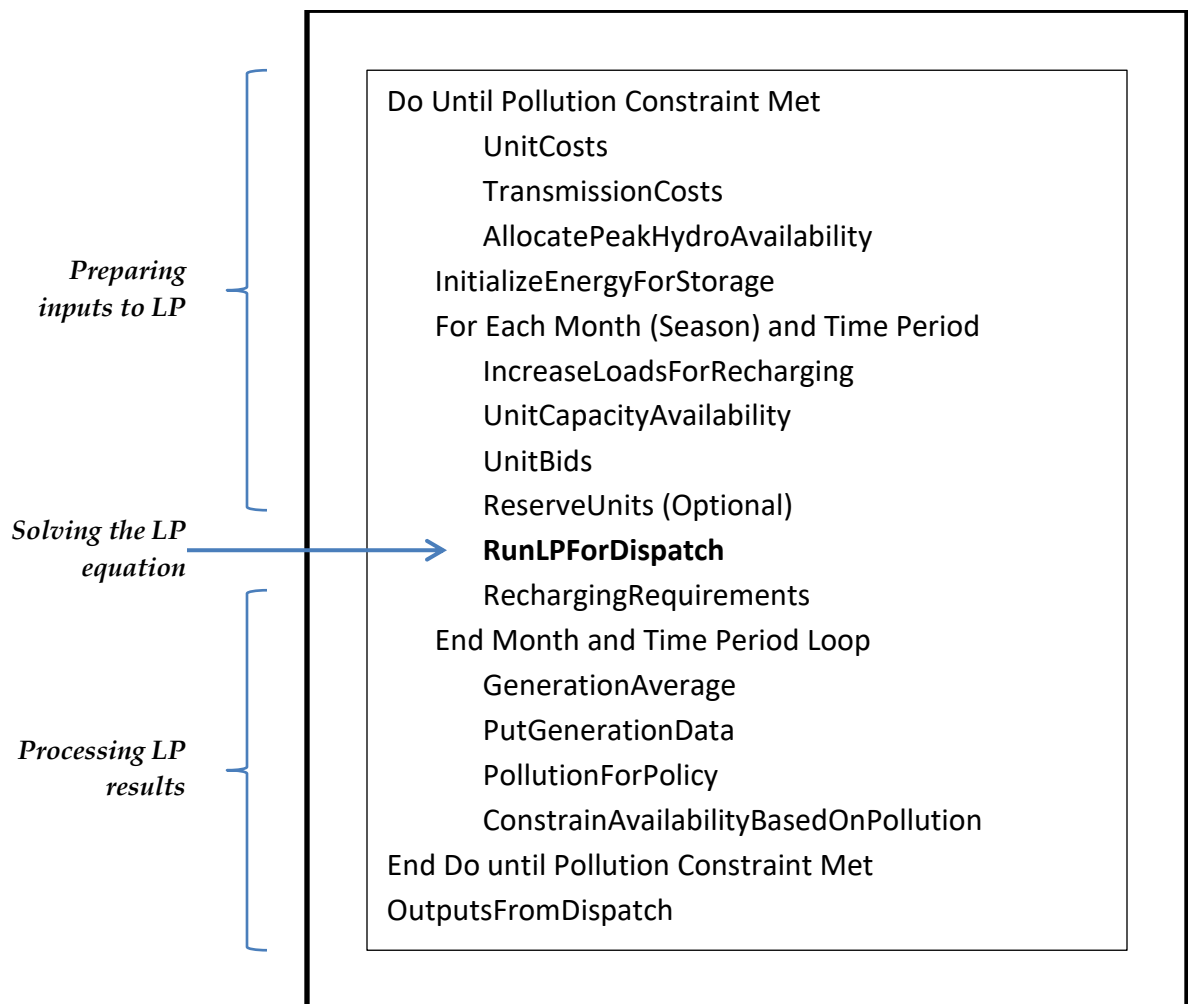 Do Until Pollution Constraint Met
UnitCosts
TransmissionCosts
AllocatePeakHydroAvailability
Preparing
inputs to LP
InitializeEnergyForStorage
For Each Month (Season) and Time Period
IncreaseLoadsForRecharging
UnitCapacityAvailability
UnitBids
ReserveUnits (Optional)
Solving the LP
equation
RunLPForDispatch
RechargingRequirements
End Month and Time Period Loop
GenerationAverage
PutGenerationData
Processing LP
results
PollutionForPolicy
ConstrainAvailabilityBasedOnPollution
End Do until Pollution Constraint Met
OutputsFromDispatch